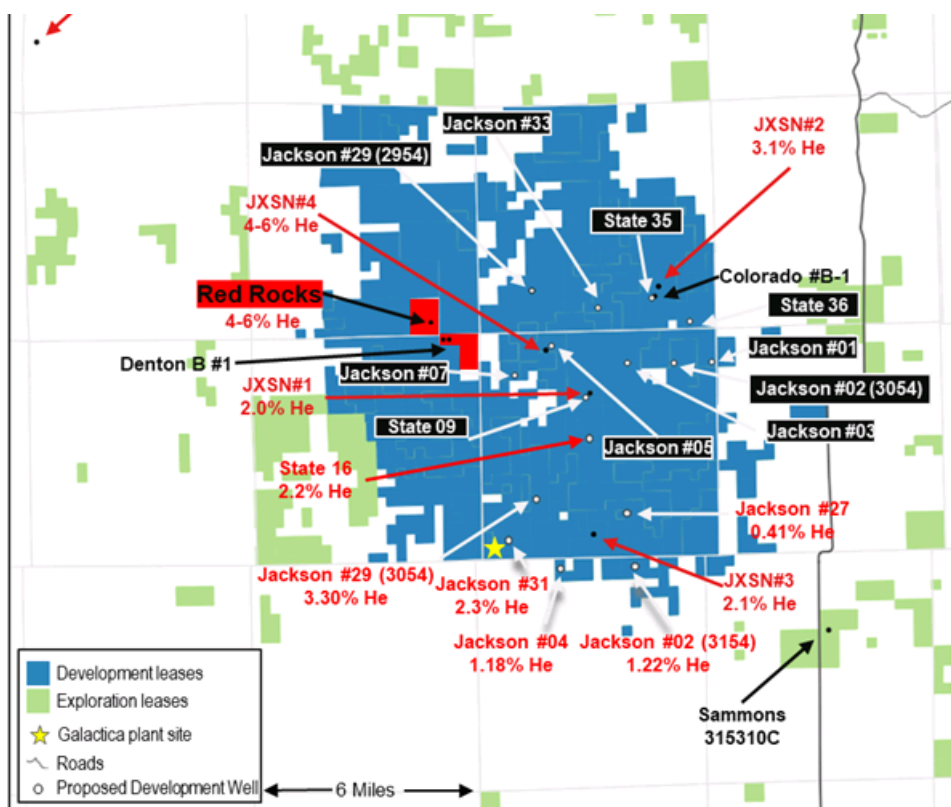 Jackson #33
JXSN#2
3.1% He
Jackson #29 (2954)
JXSN#4
4-6% He
State 35
Colorado #B-1
Red Rocks
4-6% He
State 36
Denton B #1
Jackson #07
Jackson #01
JXSN#1
2.0% He
Jackson #02 (3054)
State 09
Jackson #03
Jackson #05
State 16
2.2% He
Jackson #27
0.41% He
Jackson #29 (3054)
3.30% He
Jackson #31
2.3% He
JXSN#3
2.1% He
Jackson #04
1.18% He
Jackson #02 (3154)
1.22% He
Sammons
315310C
Development leases
Exploration leases
Galactica plant site
Roads
Proposed Development Well
6 Miles